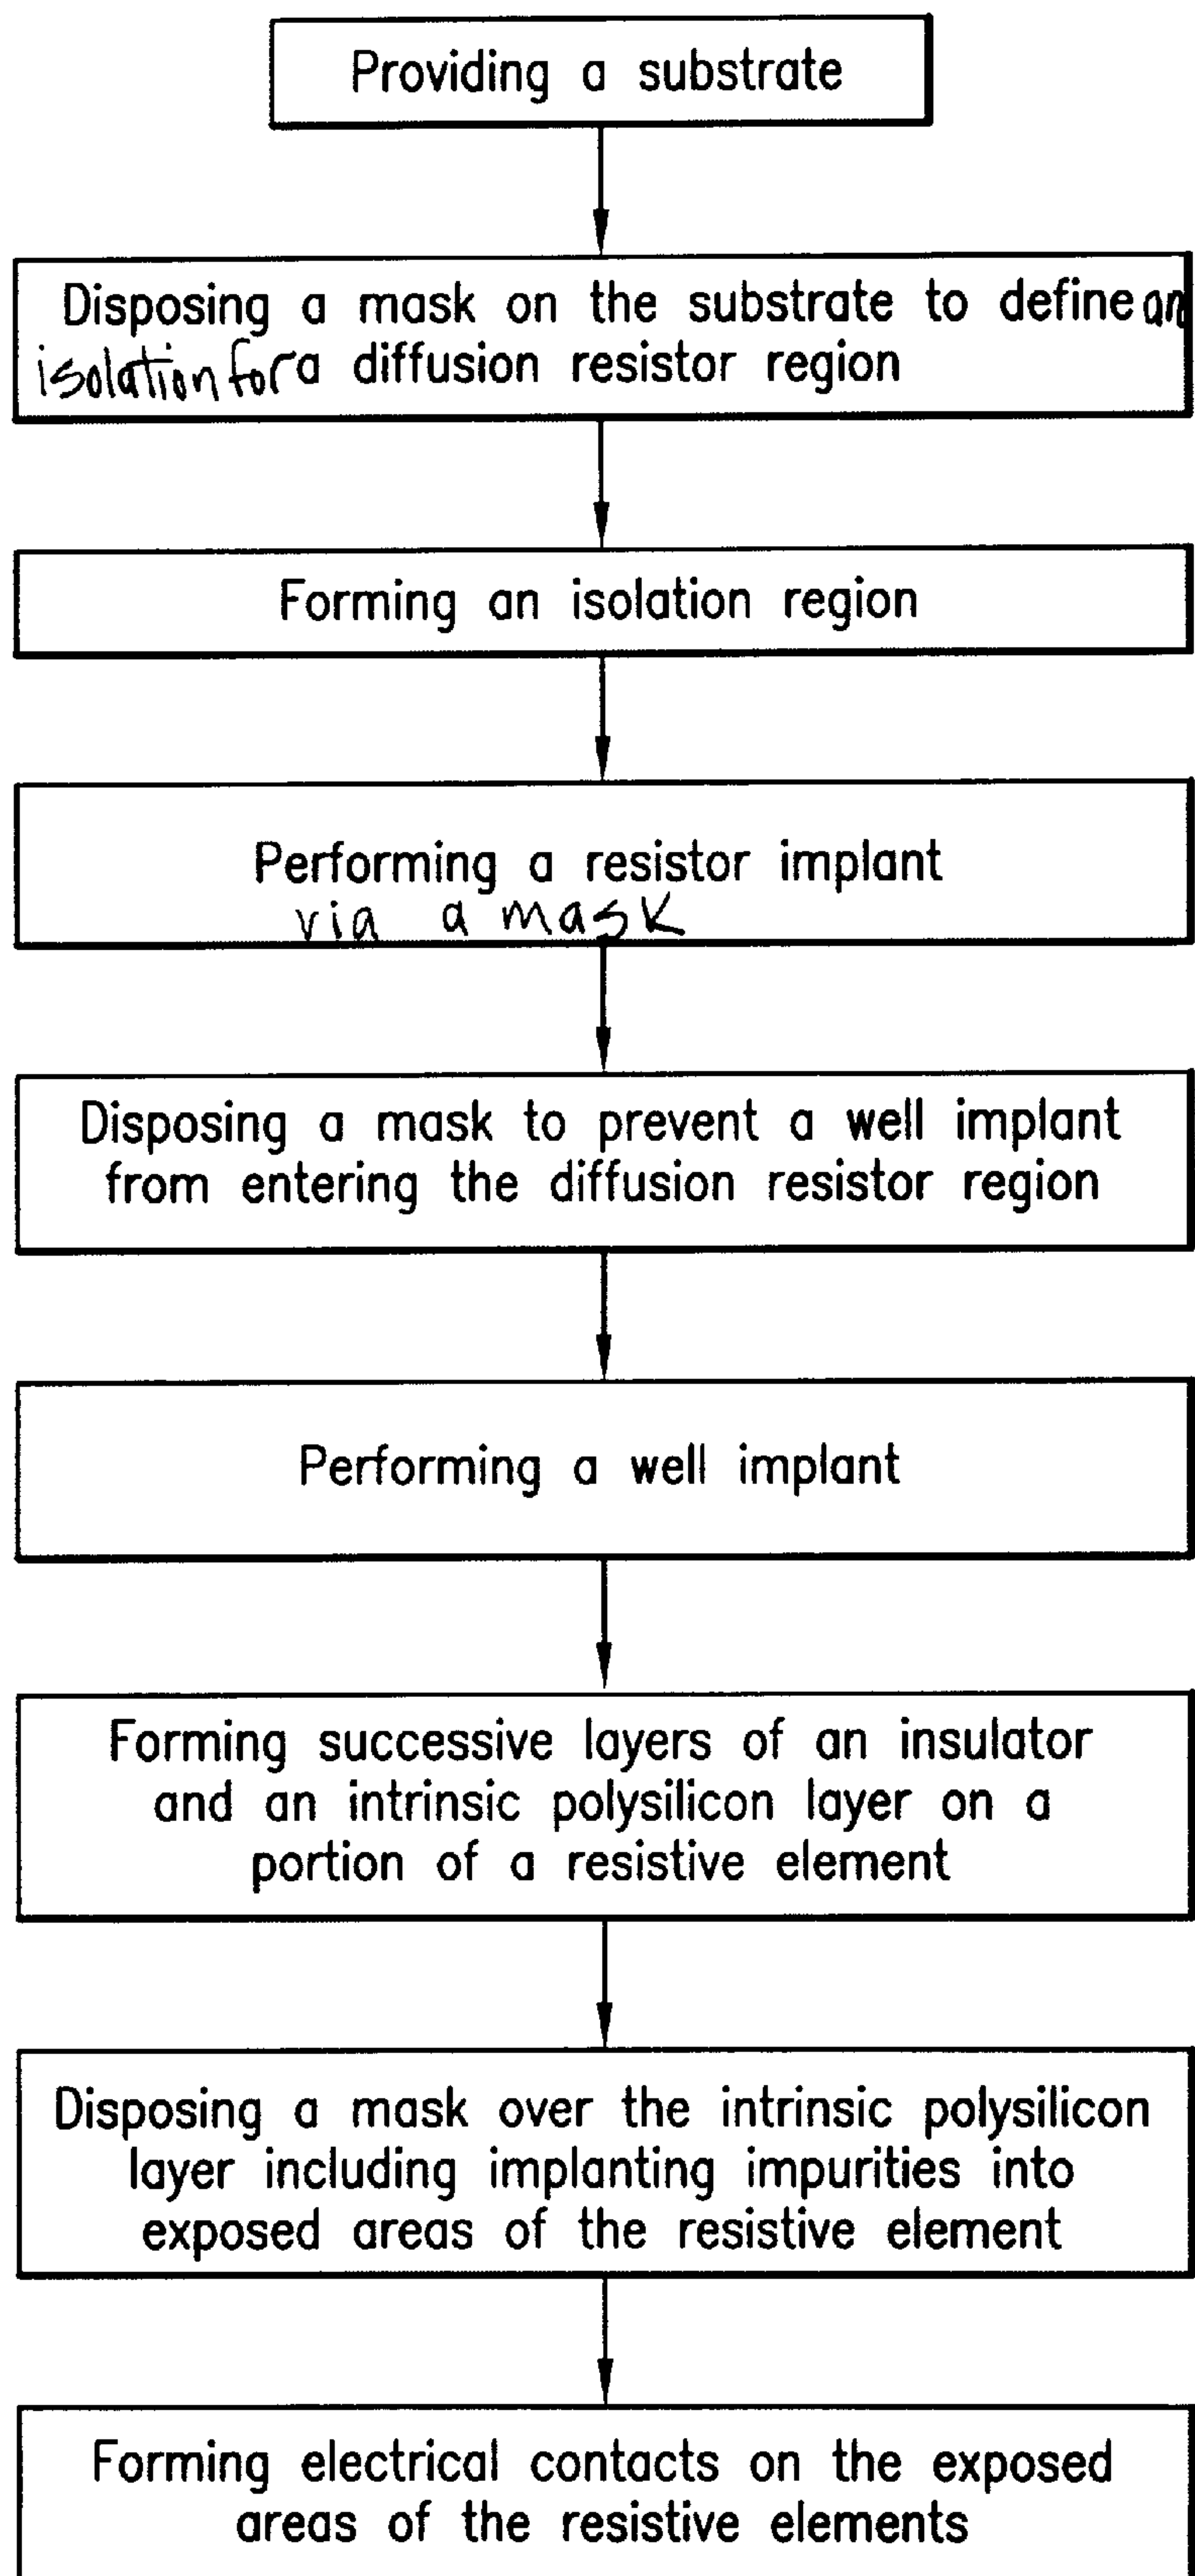 Providing a substrate
Disposing a mask on the substrate to define an
isolation for a diffusion resistor region
Forming an isolation region
Performing a resistor implant
via a mask
Disposing a mask to prevent a well implant
from entering the diffusion resistor region
Performing a well implant
Forming successive layers of an insulator
and an intrinsic polysilicon layer on a
portion of a resistive element
Disposing a mask over the intrinsic polysilicon
layer including implanting impurities into
exposed areas of the resistive element
Forming electrical contacts on the exposed
areas of the resistive elements